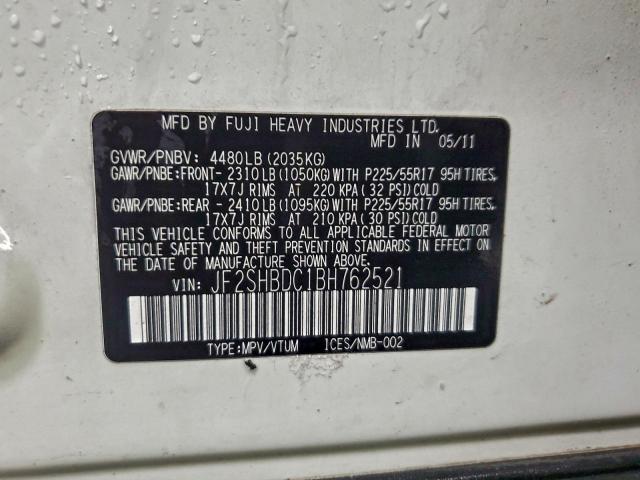 MFD BY FUJI HEAVY INDUSTRIES LTD.
MFD IN 05/11
GVWR/PNBV: 4480LB (2035KG)
GAWR/PNBE:FRONT- 2310LB (1050KG) WITH P225/55R17 95H TIRES,
17X7J RIMS AT 220 KPA (32 PSI) COLD
GAWR/PNBE:REAR - 2410LB (1095KG) WITH P225/55R17 95H TIRES,
17X7J RIMS AT 210 KPA (30 PSI) COLD
THIS VEHICLE CONFORMS TO ALL APPLICABLE FEDERAL MOTOR
VEHICLE SAFETY AND THEFT PREVENTION STANDARDS IN EFFECT
ON THE DATE OF MANUFACTURE SHOWN ABOVE.
VIN: JF2SHBDC1BH762521
TYPE:MPV/VTUM ICES/NMB-002